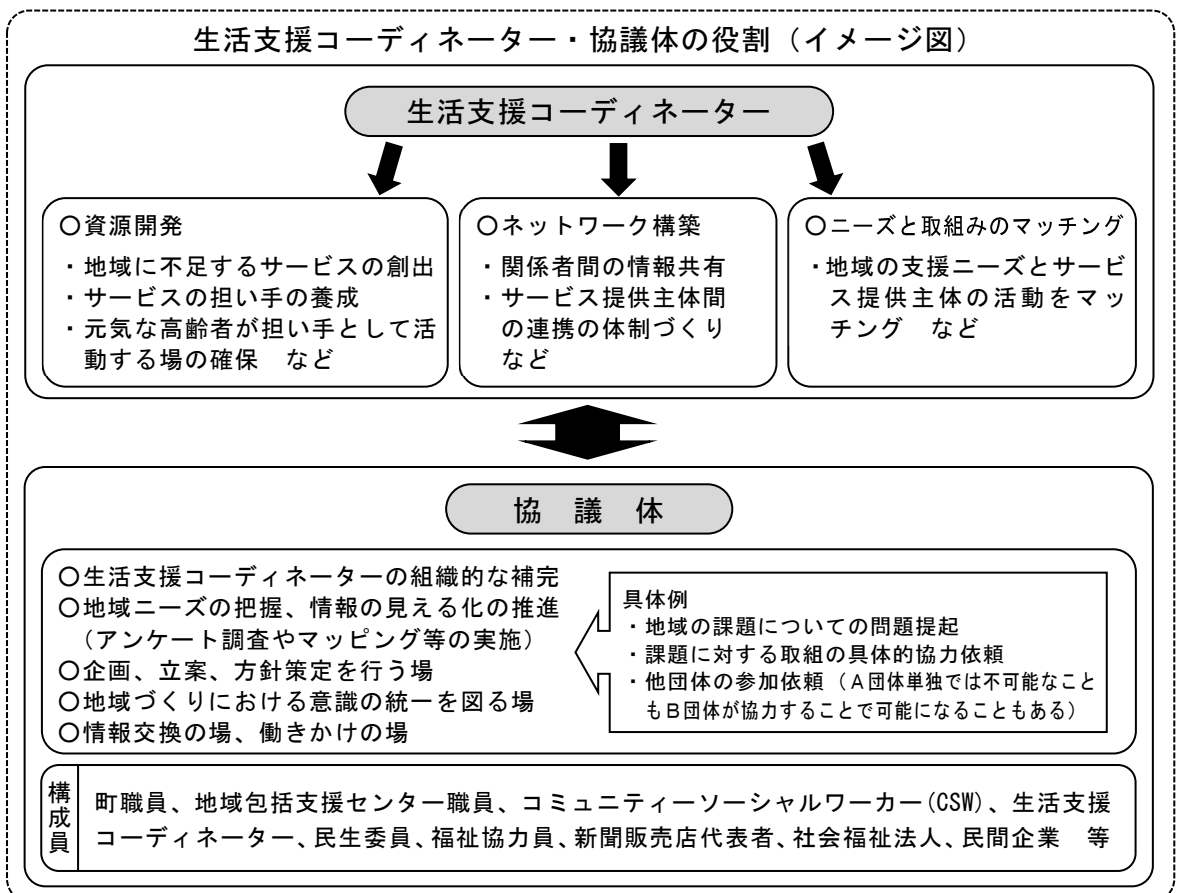 生活支援コーディネーター・協議体の役割（イメージ図）
生活支援コーディネーター
〇資源開発
・地域に不足するサービスの創出
・サービスの担い手の養成
・元気な高齢者が担い手として活
動する場の確保　など
〇ネットワーク構築
・関係者間の情報共有
・サービス提供主体間
の連携の体制づくり
など
〇ニーズと取組みのマッチング
・地域の支援ニーズとサービ
ス提供主体の活動をマッ
チング　など
協　議　体
〇生活支援コーディネーターの組織的な補完
〇地域ニーズの把握、情報の見える化の推進
（アンケート調査やマッピング等の実施）
〇企画、立案、方針策定を行う場
〇地域づくりにおける意識の統一を図る場
〇情報交換の場、働きかけの場
具体例
・地域の課題についての問題提起
・課題に対する取組の具体的協力依頼
・他団体の参加依頼（Ａ団体単独では不可能なこと
もＢ団体が協力することで可能になることもある）
構成員
町職員、地域包括支援センター職員、コミュニティーソーシャルワーカー(CSW)、生活支援
コーディネーター、民生委員、福祉協力員、新聞販売店代表者、社会福祉法人、民間企業　等